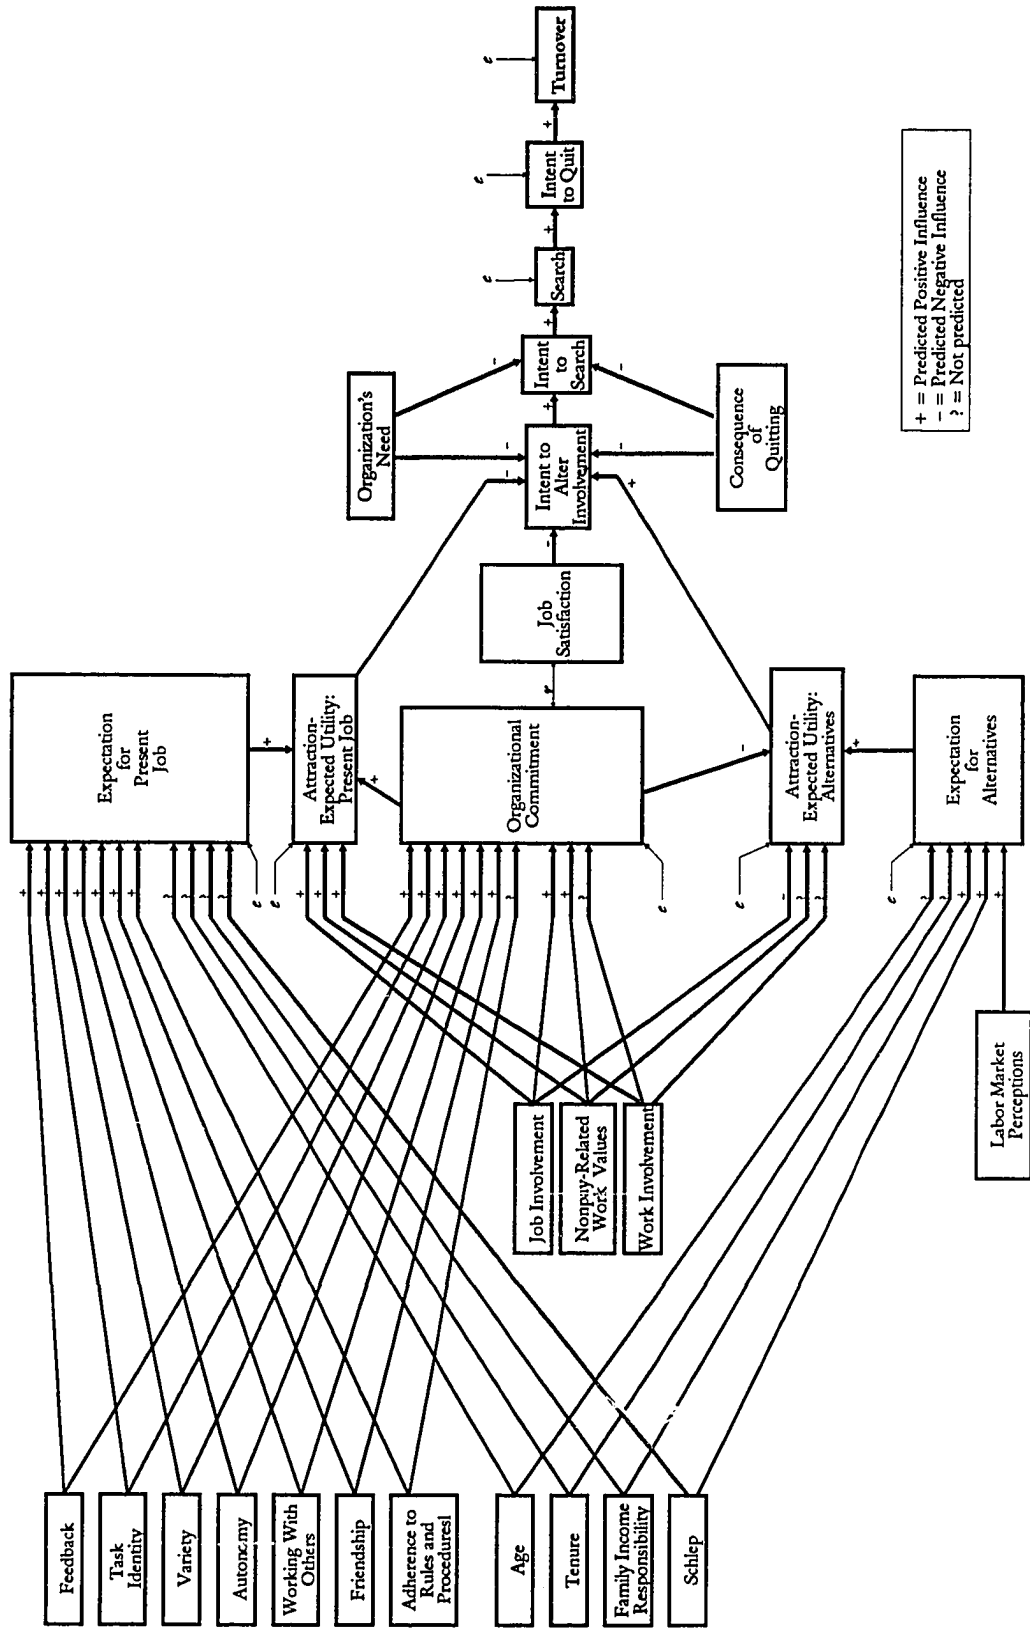 Feedback
Task
Identity
Variety
Autonomy
Working With
Others
Friendship
Adherence to
Rules and
Procedures
Age
Tenure
Family Income
Responsibility
Schlep
Job Involvement
Nonpay-Related
Work Values
Work Involvement
Labor Market
Perceptions
+
+
+
+
+
+
+
?
?
?
?
e
e
+
+
+
+
+
+
+
+
+
?
+
+
?
e
e
-
?
?
e
?
?
+
+
+
Expectation
for
Present
Job
+
Attraction-
Expected Utility:
Present Job
+
Organizational
Commitment
-
Attraction-
Expected Utility:
Alternatives
+
Expectation
for
Alternatives
r
Job
Satisfaction
-
-
-
Intent to
Alter
Involvement
-
+
Organization's
Need
Consequence
of
Quitting
+
-
Intent
to
Search
-
+
Search
e
+
Intent
to Quit
e
+
Turnover
e
+ = Predicted Positive Influence
- = Predicted Negative Influence
? = Not predicted